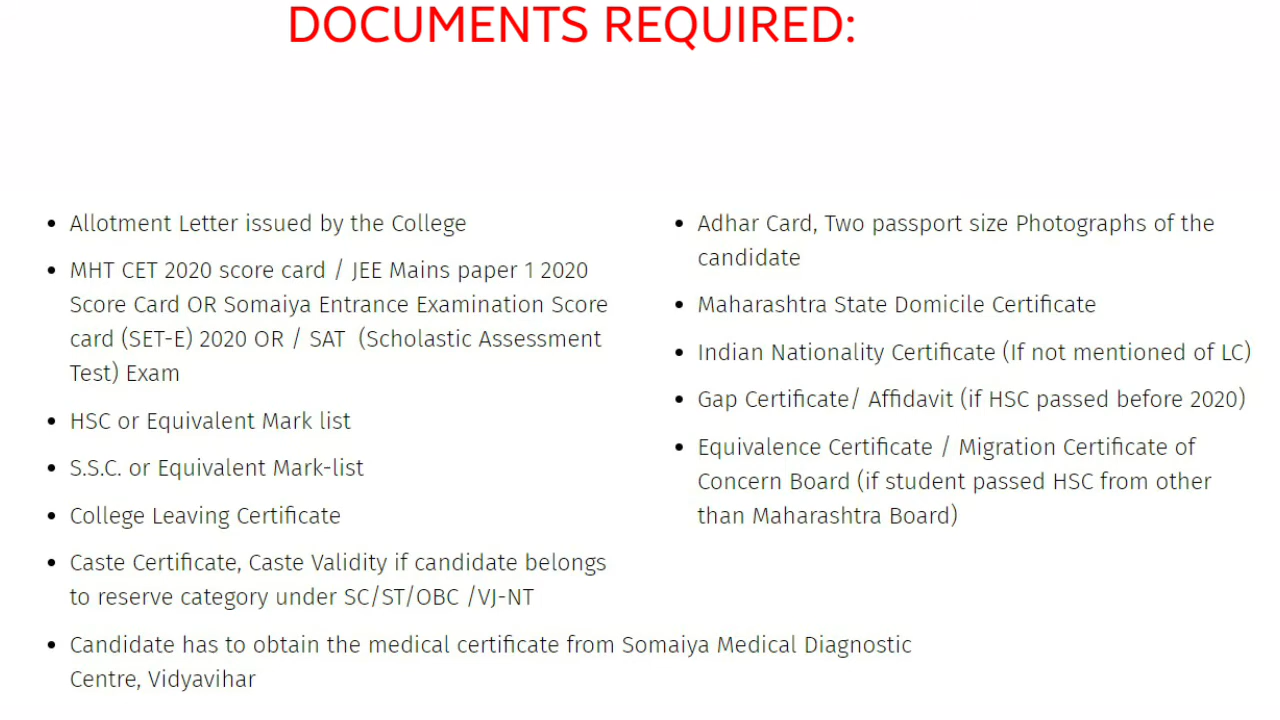 DOCUMENTS REQUIRED:
Allotment Letter issued by the College
MHT CET 2020 score card / JEE Mains paper 1 2020
Score Card OR Somaiya Entrance Examination Score
card (SET-E) 2020 OR / SAT  (Scholastic Assessment
Test) Exam
HSC or Equivalent Mark list
S.S.C. or Equivalent Mark-list
College Leaving Certificate
Caste Certificate, Caste Validity if candidate belongs
to reserve category under SC/ST/OBC /VJ-NT
Candidate has to obtain the medical certificate from Somaiya Medical Diagnostic
Centre, Vidyavihar
Adhar Card, Two passport size Photographs of the
candidate
Maharashtra State Domicile Certificate
Indian Nationality Certificate (If not mentioned of LC)
Gap Certificate/ Affidavit (if HSC passed before 2020)
Equivalence Certificate / Migration Certificate of
Concern Board (if student passed HSC from other
than Maharashtra Board)